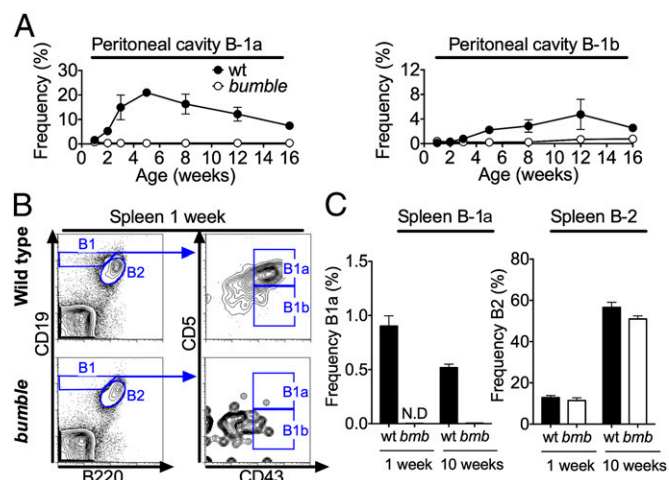 A
Peritoneal cavity B-1a
Frequency (%)
30
20
10
0
wt
bumble
0 2 4 6 8 10 12 14 16
Age (weeks)
Peritoneal cavity B-1b
Frequency (%)
12
8
4
0
0 2 4 6 8 10 12 14 16
Age (weeks)
B
Spleen 1 week
Wild type
bumble
CD19
CD5
B1
B2
B1a
B1b
B1
B2
B1a
B1b
B220
CD43
C
Spleen B-1a
Frequency B1a (%)
1.5
1.0
0.5
0.0
N.D
wt bmb wt bmb
1 week 10 weeks
Spleen B-2
Frequency B2 (%)
80
60
40
20
0
wt bmb wt bmb
1 week 10 weeks